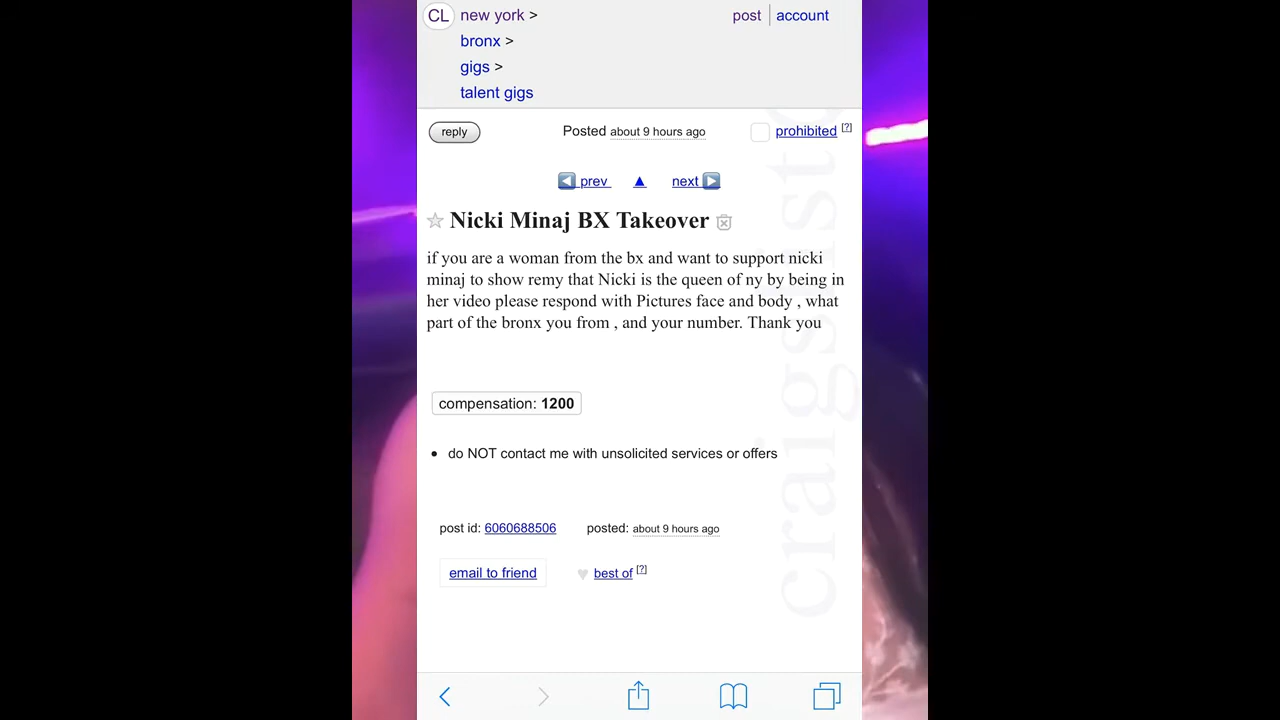 CL new york > post account
bronx >
gigs >
talent gigs
reply Posted about 9 hours ago prohibited [?]
prev ▲ next
Nicki Minaj BX Takeover
if you are a woman from the bx and want to support nicki
minaj to show remy that Nicki is the queen of ny by being in
her video please respond with Pictures face and body , what
part of the bronx you from , and your number. Thank you
compensation: 1200
• do NOT contact me with unsolicited services or offers
post id: 6060688506 posted: about 9 hours ago
email to friend ♥ best of [?]
craigslist